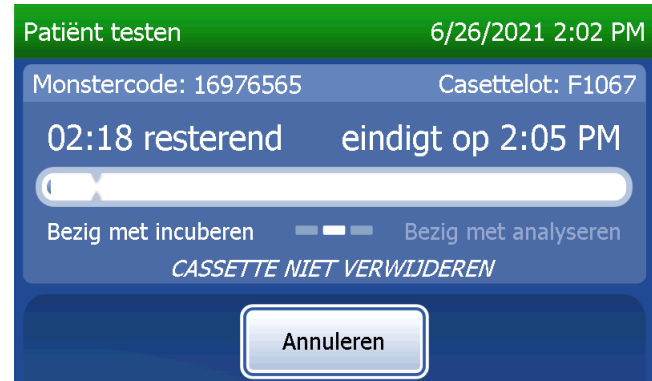 Patiënt testen 6/26/2021 2:02 PM
Monstercode: 16976565 Casettelot: F1067
02:18 resterend eindigt op 2:05 PM
Bezig met incuberen Bezig met analyseren
CASSETTE NIET VERWIJDEREN
Annuleren